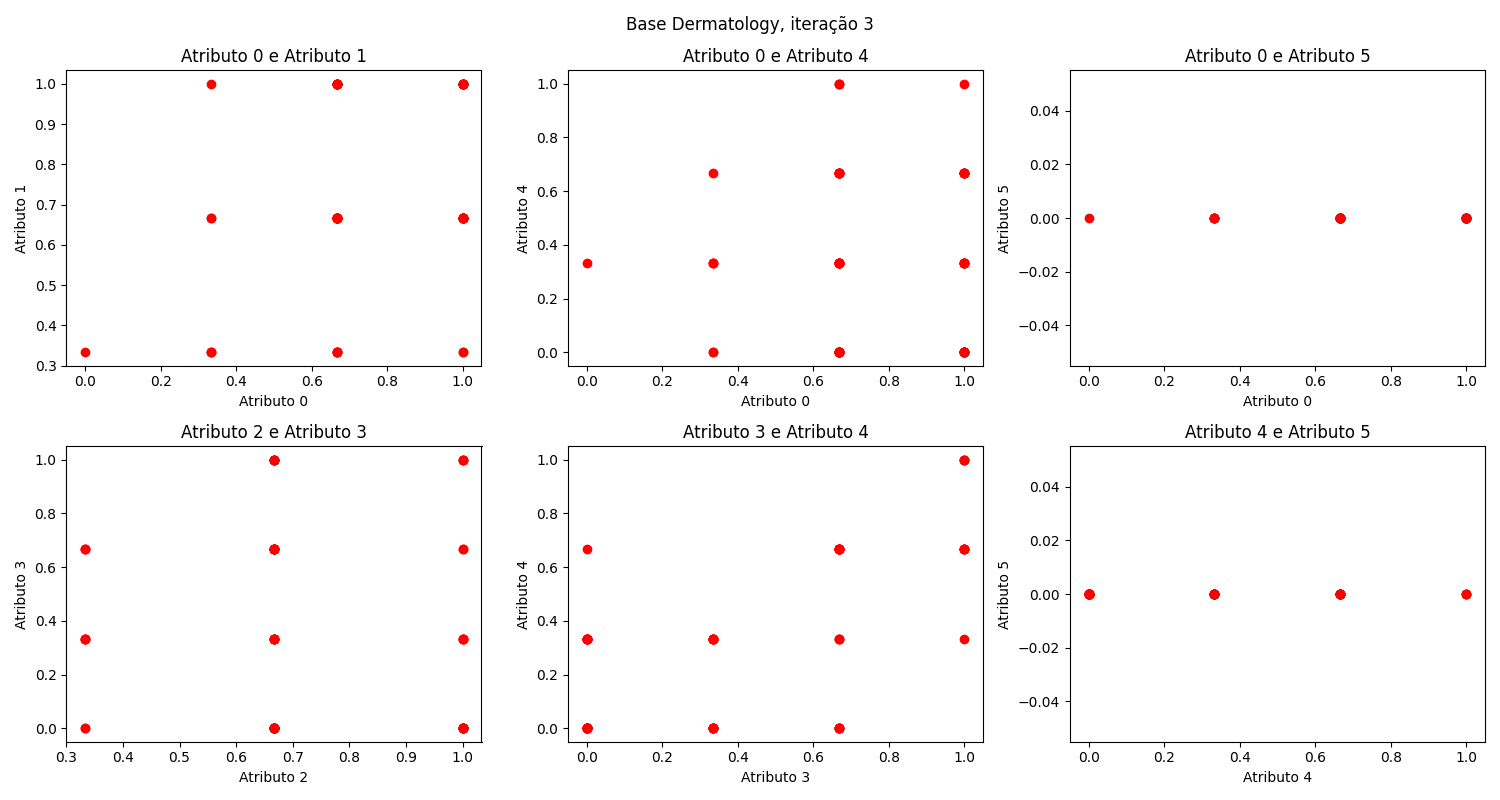 Base Dermatology, iteração 3
Atributo 0 e Atributo 1
1.0
0.9
0.8
0.7
0.6
0.5
0.4
0.3
Atributo 1
0.0 0.2 0.4 0.6 0.8 1.0
Atributo 0
Atributo 0 e Atributo 4
1.0
0.8
0.6
0.4
0.2
0.0
Atributo 4
0.0 0.2 0.4 0.6 0.8 1.0
Atributo 0
Atributo 0 e Atributo 5
0.04
0.02
0.00
−0.02
−0.04
Atributo 5
0.0 0.2 0.4 0.6 0.8 1.0
Atributo 0
Atributo 2 e Atributo 3
1.0
0.8
0.6
0.4
0.2
0.0
Atributo 3
0.3 0.4 0.5 0.6 0.7 0.8 0.9 1.0
Atributo 2
Atributo 3 e Atributo 4
1.0
0.8
0.6
0.4
0.2
0.0
Atributo 4
0.0 0.2 0.4 0.6 0.8 1.0
Atributo 3
Atributo 4 e Atributo 5
0.04
0.02
0.00
−0.02
−0.04
Atributo 5
0.0 0.2 0.4 0.6 0.8 1.0
Atributo 4